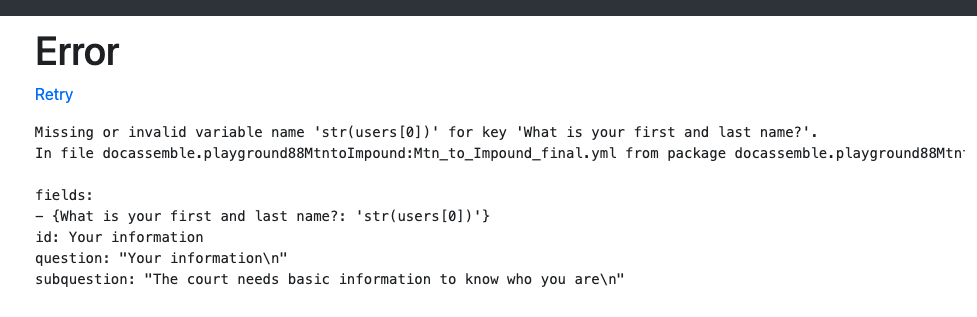 Error
Retry
Missing or invalid variable name 'str(users[0])' for key 'What is your first and last name?'.
In file docassemble.playground88MtntoImpound:Mtn_to_Impound_final.yml from package docassemble.playground88Mtn
fields:
- {What is your first and last name?: 'str(users[0])'}
id: Your information
question: "Your information\n"
subquestion: "The court needs basic information to know who you are\n"